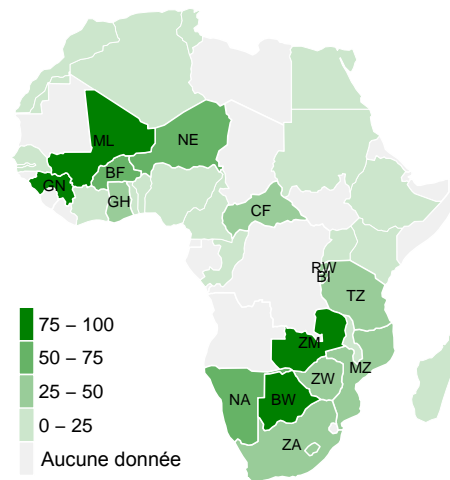 ML
NE
BF
GN
GH
CF
RW
BI
TZ
ZM
MZ
ZW
NA
BW
ZA
75 – 100
50 – 75
25 – 50
0 – 25
Aucune donnée